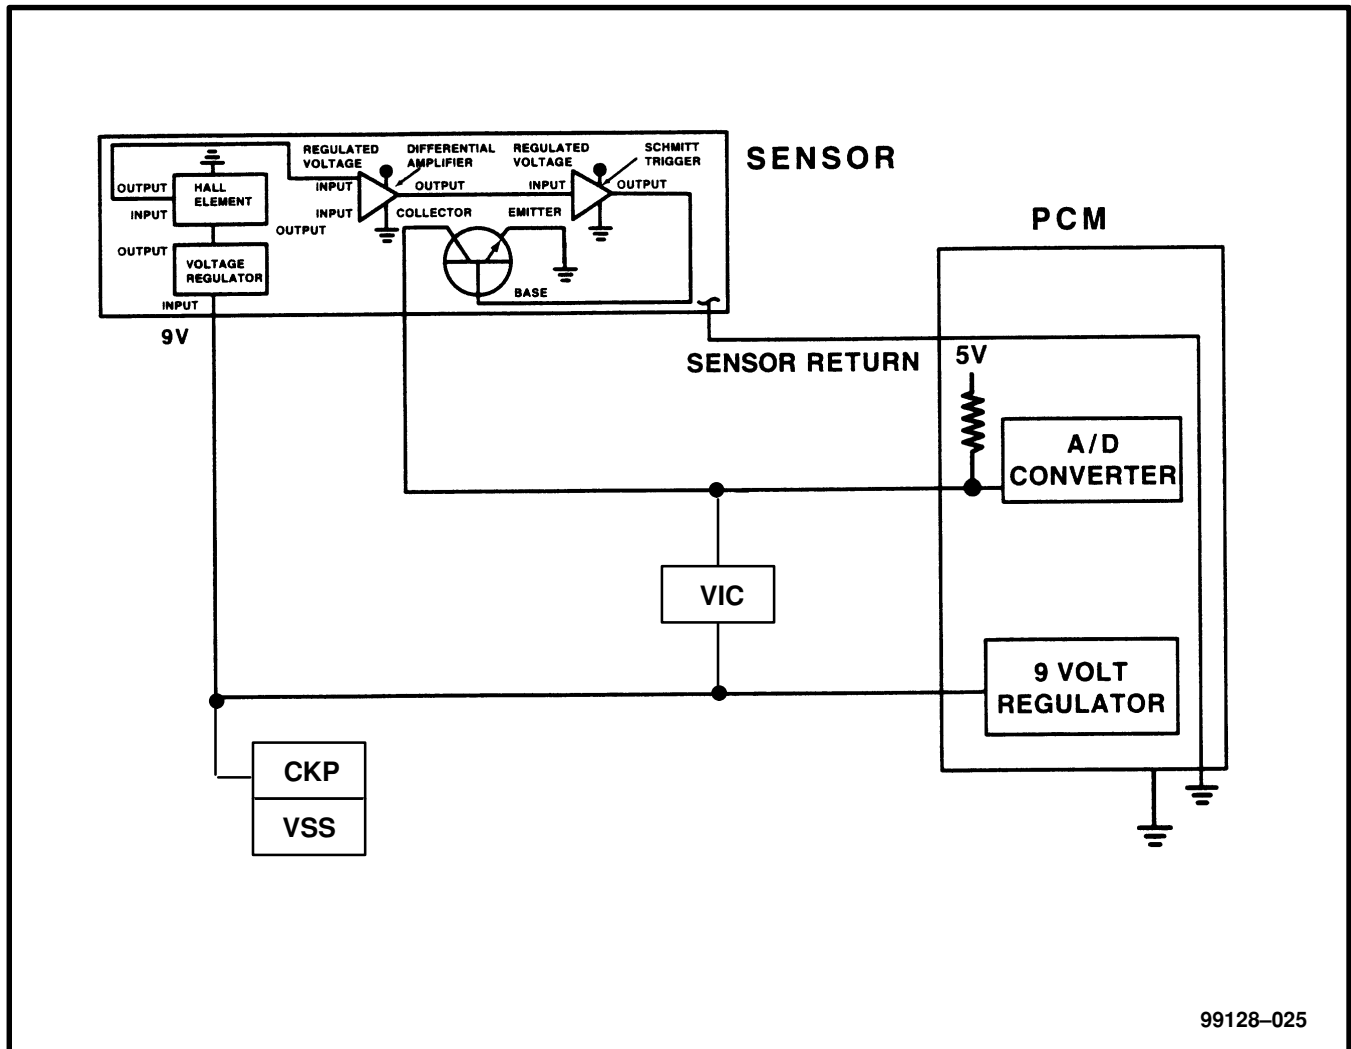 SENSOR
REGULATED
VOLTAGE
DIFFERENTIAL
AMPLIFIER
REGULATED
VOLTAGE
SCHMITT
TRIGGER
OUTPUT
HALL
ELEMENT
INPUT
INPUT
OUTPUT
INPUT
OUTPUT
INPUT
OUTPUT
COLLECTOR
EMITTER
OUTPUT
VOLTAGE
REGULATOR
INPUT
BASE
9V
PCM
SENSOR RETURN
5V
A/D
CONVERTER
VIC
9 VOLT
REGULATOR
CKP
VSS
99128–025